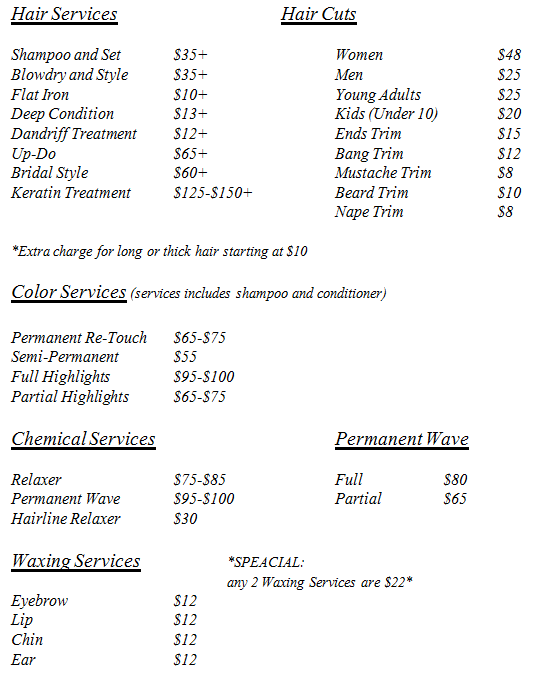 Hair Services Hair Cuts
Shampoo and Set $35+ Women $48
Blowdry and Style $35+ Men $25
Flat Iron $10+ Young Adults $25
Deep Condition $13+ Kids (Under 10) $20
Dandriff Treatment $12+ Ends Trim $15
Up-Do $65+ Bang Trim $12
Bridal Style $60+ Mustache Trim $8
Keratin Treatment $125-$150+ Beard Trim $10
Nape Trim $8
*Extra charge for long or thick hair starting at $10
Color Services (services includes shampoo and conditioner)
Permanent Re-Touch $65-$75
Semi-Permanent $55
Full Highlights $95-$100
Partial Highlights $65-$75
Chemical Services Permanent Wave
Relaxer $75-$85 Full $80
Permanent Wave $95-$100 Partial $65
Hairline Relaxer $30
Waxing Services *SPEACIAL:
any 2 Waxing Services are $22*
Eyebrow $12
Lip $12
Chin $12
Ear $12